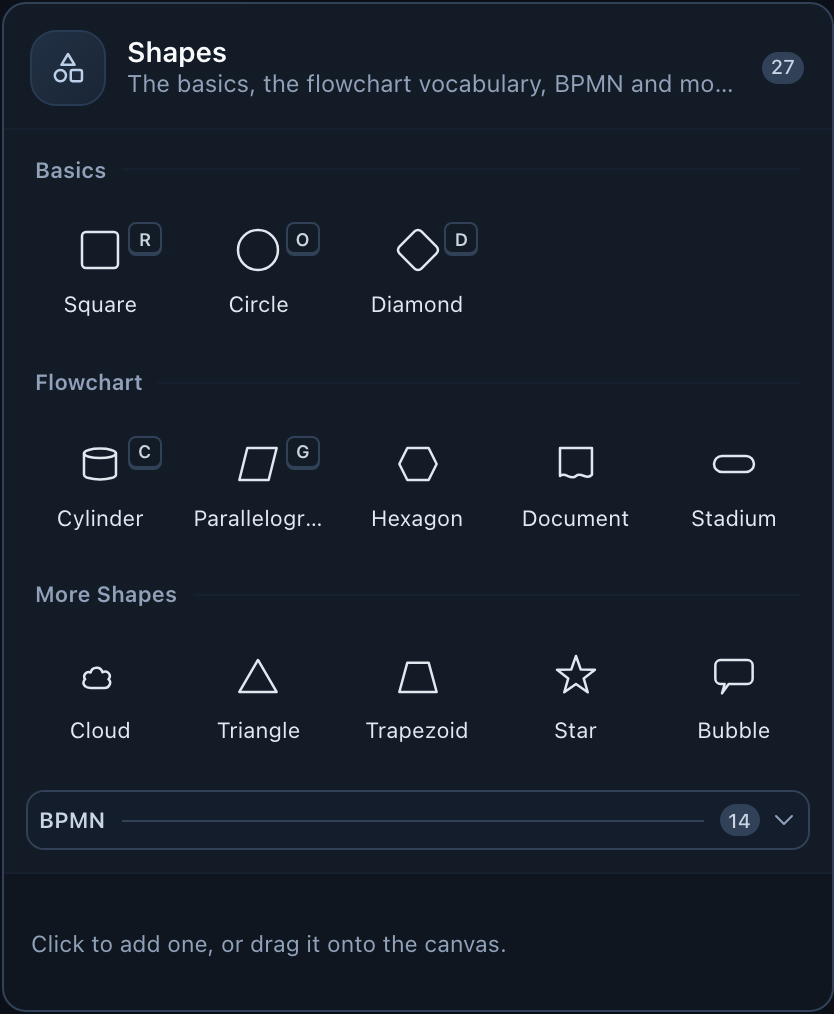 Shapes
The basics, the flowchart vocabulary, BPMN and mo...
27
Basics
R
O
D
Square
Circle
Diamond
Flowchart
C
G
Cylinder
Parallelogr...
Hexagon
Document
Stadium
More Shapes
Cloud
Triangle
Trapezoid
Star
Bubble
BPMN
14
Click to add one, or drag it onto the canvas.